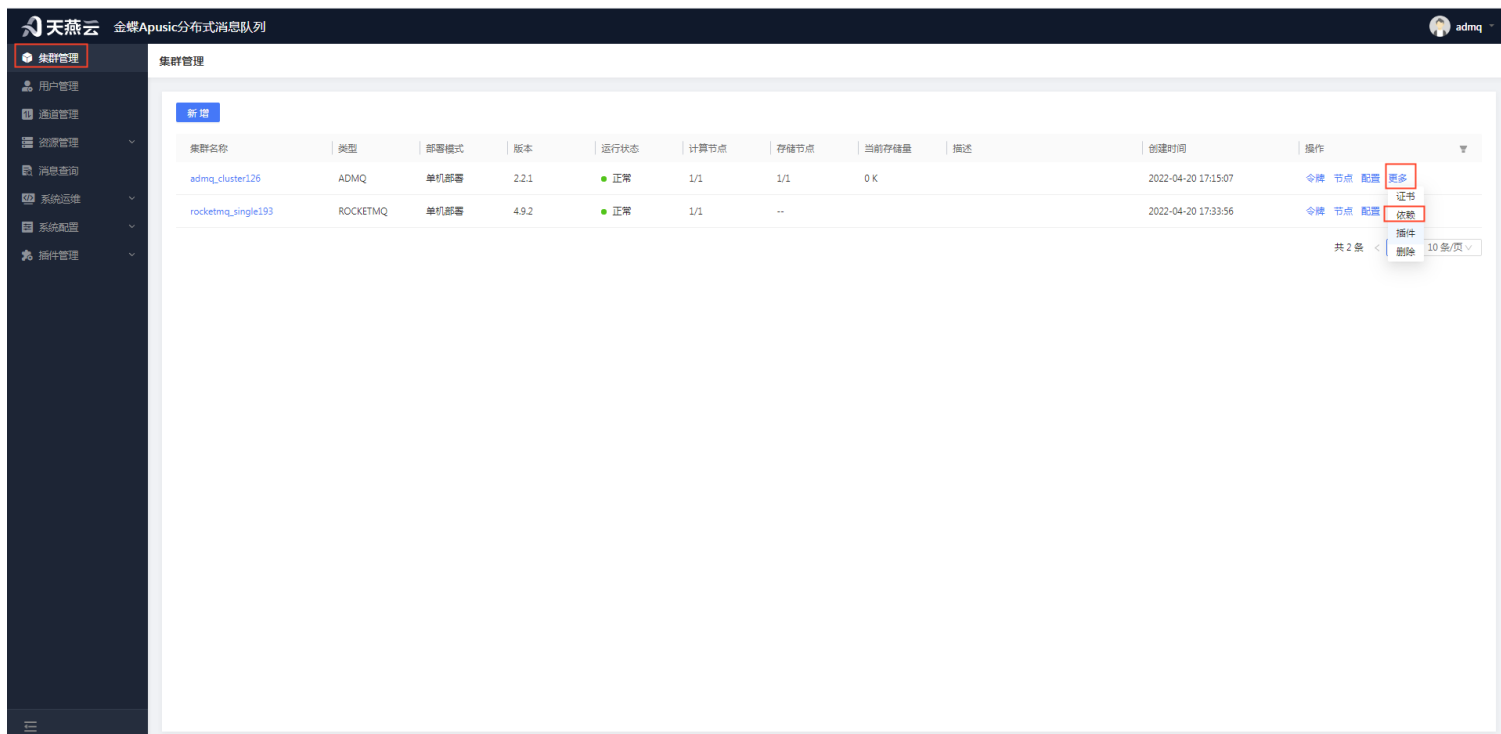 天燕云 金蝶Apusic分布式消息队列 admq
集群管理
用户管理
通道管理
资源管理
消息查询
系统运维
系统配置
插件管理
集群管理
新增
集群名称 类型 部署模式 版本 运行状态 计算节点 存储节点 当前存储量 描述 创建时间 操作
admq_cluster126 ADMQ 单机部署 2.2.1 正常 1/1 1/1 0 K 2022-04-20 17:15:07 令牌 节点 配置 更多
rocketmq_single193 ROCKETMQ 单机部署 4.9.2 正常 1/1 -- 2022-04-20 17:33:56 令牌 节点 配置
证书
依赖
插件
删除
共 2 条 < 10 条/页